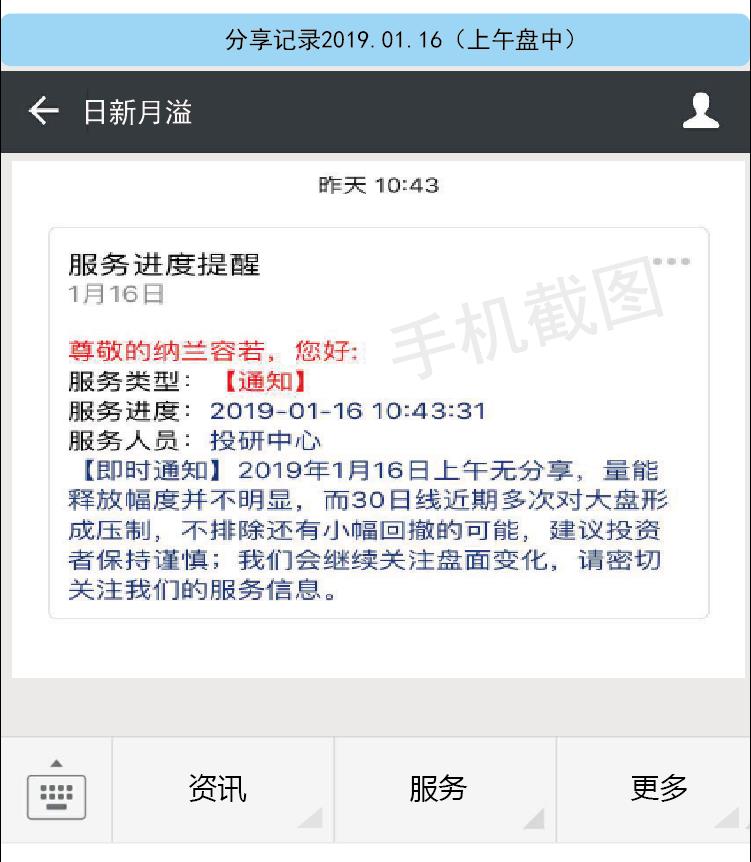 分享记录2019.01.16（上午盘中）
日新月溢
昨天 10:43
服务进度提醒
1月16日
手机截图
尊敬的纳兰容若，您好：
服务类型：【通知】
服务进度：2019-01-16 10:43:31
服务人员：投研中心
【即时通知】2019年1月16日上午无分享，量能
释放幅度并不明显，而30日线近期多次对大盘形
成压制，不排除还有小幅回撤的可能，建议投资
者保持谨慎；我们会继续关注盘面变化，请密切
关注我们的服务信息。
资讯
服务
更多